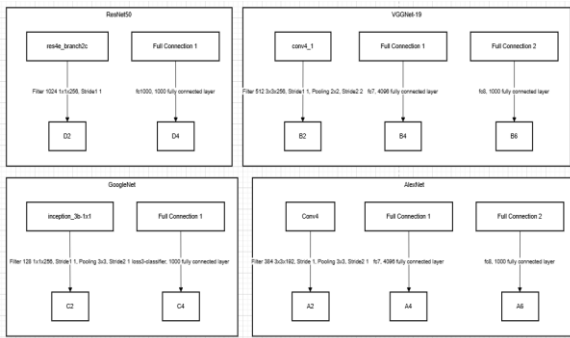 ResNet50
res4e_branch2c
Full Connection 1
Filter 1024 1x1x256, Stride1 1
fc1000, 1000 fully connected layer
D2
D4
VGGNet-19
conv4_1
Full Connection 1
Full Connection 2
Filter 512 3x3x256, Stride1 1, Pooling 2x2, Stride2 2
fc7, 4096 fully connected layer
fc8, 1000 fully connected layer
B2
B4
B6
GoogleNet
inception_3b-1x1
Full Connection 1
Filter 128 1x1x256, Stride1 1, Pooling 3x3, Stride2 1
loss3-classifier, 1000 fully connected layer
C2
C4
AlexNet
Conv4
Full Connection 1
Full Connection 2
Filter 384 3x3x192, Stride 1, Pooling 3x3, Stride2 1
fc7, 4096 fully connected layer
fc8, 1000 fully connected layer
A2
A4
A6